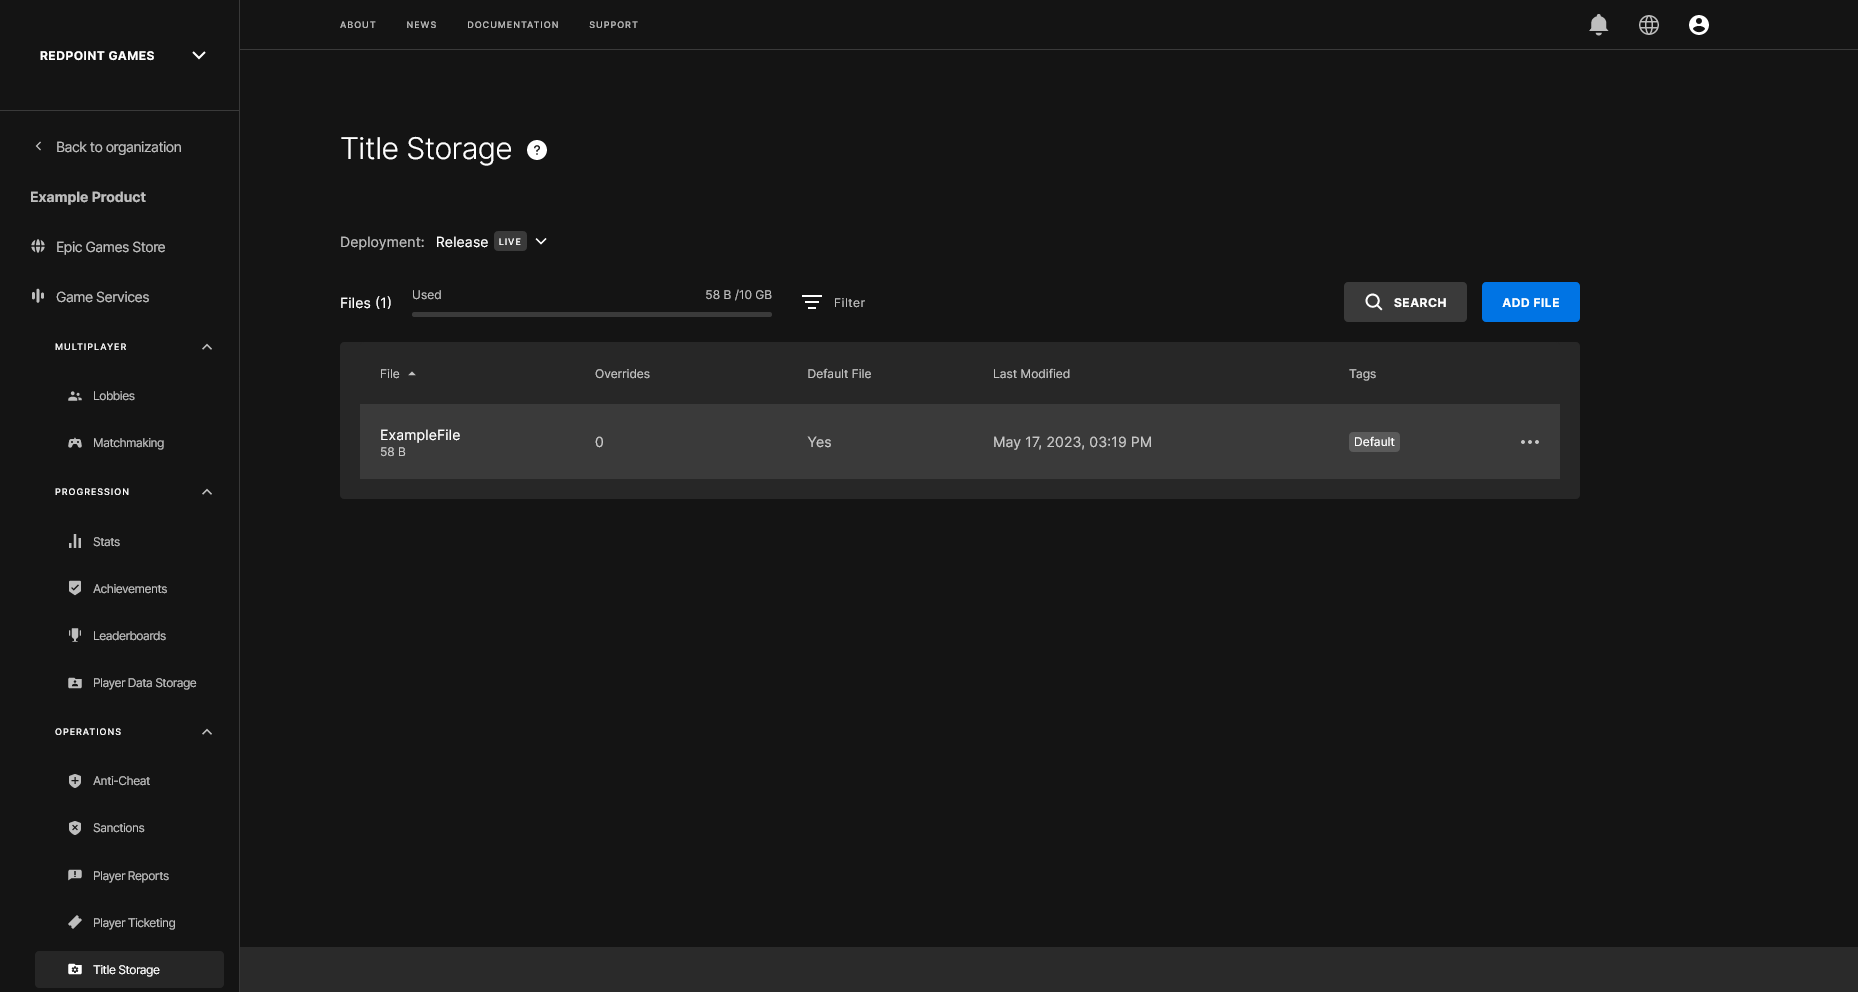 ABOUT NEWS DOCUMENTATION SUPPORT
REDPOINT GAMES
Back to organization
Example Product
Epic Games Store
Game Services
MULTIPLAYER
Lobbies
Matchmaking
PROGRESSION
Stats
Achievements
Leaderboards
Player Data Storage
OPERATIONS
Anti-Cheat
Sanctions
Player Reports
Player Ticketing
Title Storage
Title Storage ?
Deployment: Release LIVE
Files (1) Used 58 B /10 GB Filter SEARCH ADD FILE
File Overrides Default File Last Modified Tags
ExampleFile 0 Yes May 17, 2023, 03:19 PM Default
58 B